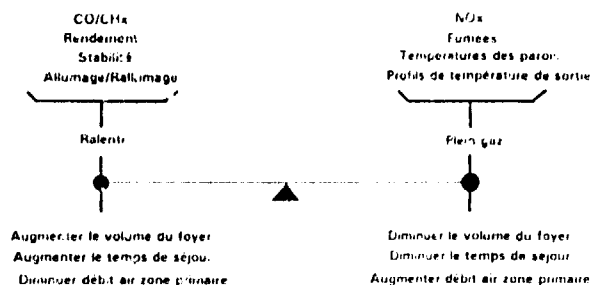 CO/CHx
Rendement
Stabilité
Allumage/Rallumage
Ralenti
Augmenter le volume du foyer
Augmenter le temps de séjour
Diminuer débit air zone primaire
NOx
Fumées
Températures des parois
Profils de température de sortie
Plein gaz
Diminuer le volume du foyer
Diminuer le temps de séjour
Augmenter débit air zone primaire